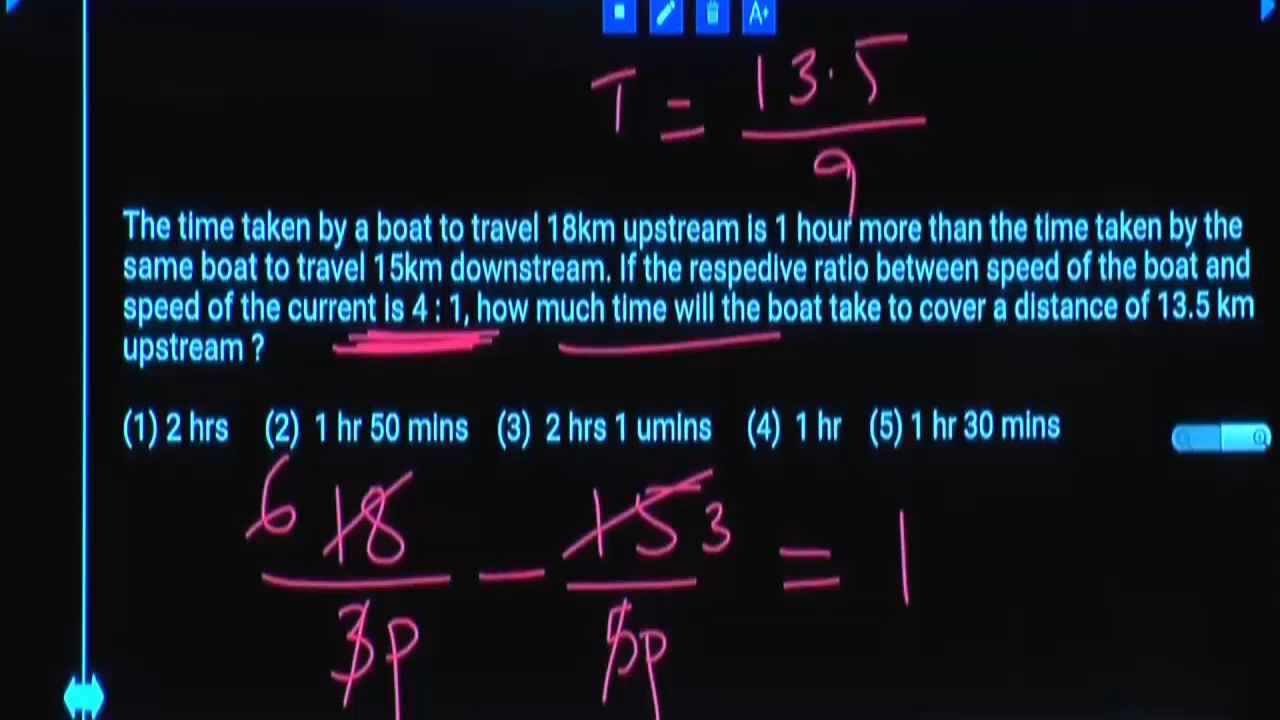 A+
T = 13.5
9
The time taken by a boat to travel 18km upstream is 1 hour more than the time taken by the
same boat to travel 15km downstream. If the respedive ratio between speed of the boat and
speed of the current is 4 : 1, how much time will the boat take to cover a distance of 13.5 km
upstream ?
(1) 2 hrs (2) 1 hr 50 mins (3) 2 hrs 1 umins (4) 1 hr (5) 1 hr 30 mins
6 18 - 15 3 = 1
3p 5p